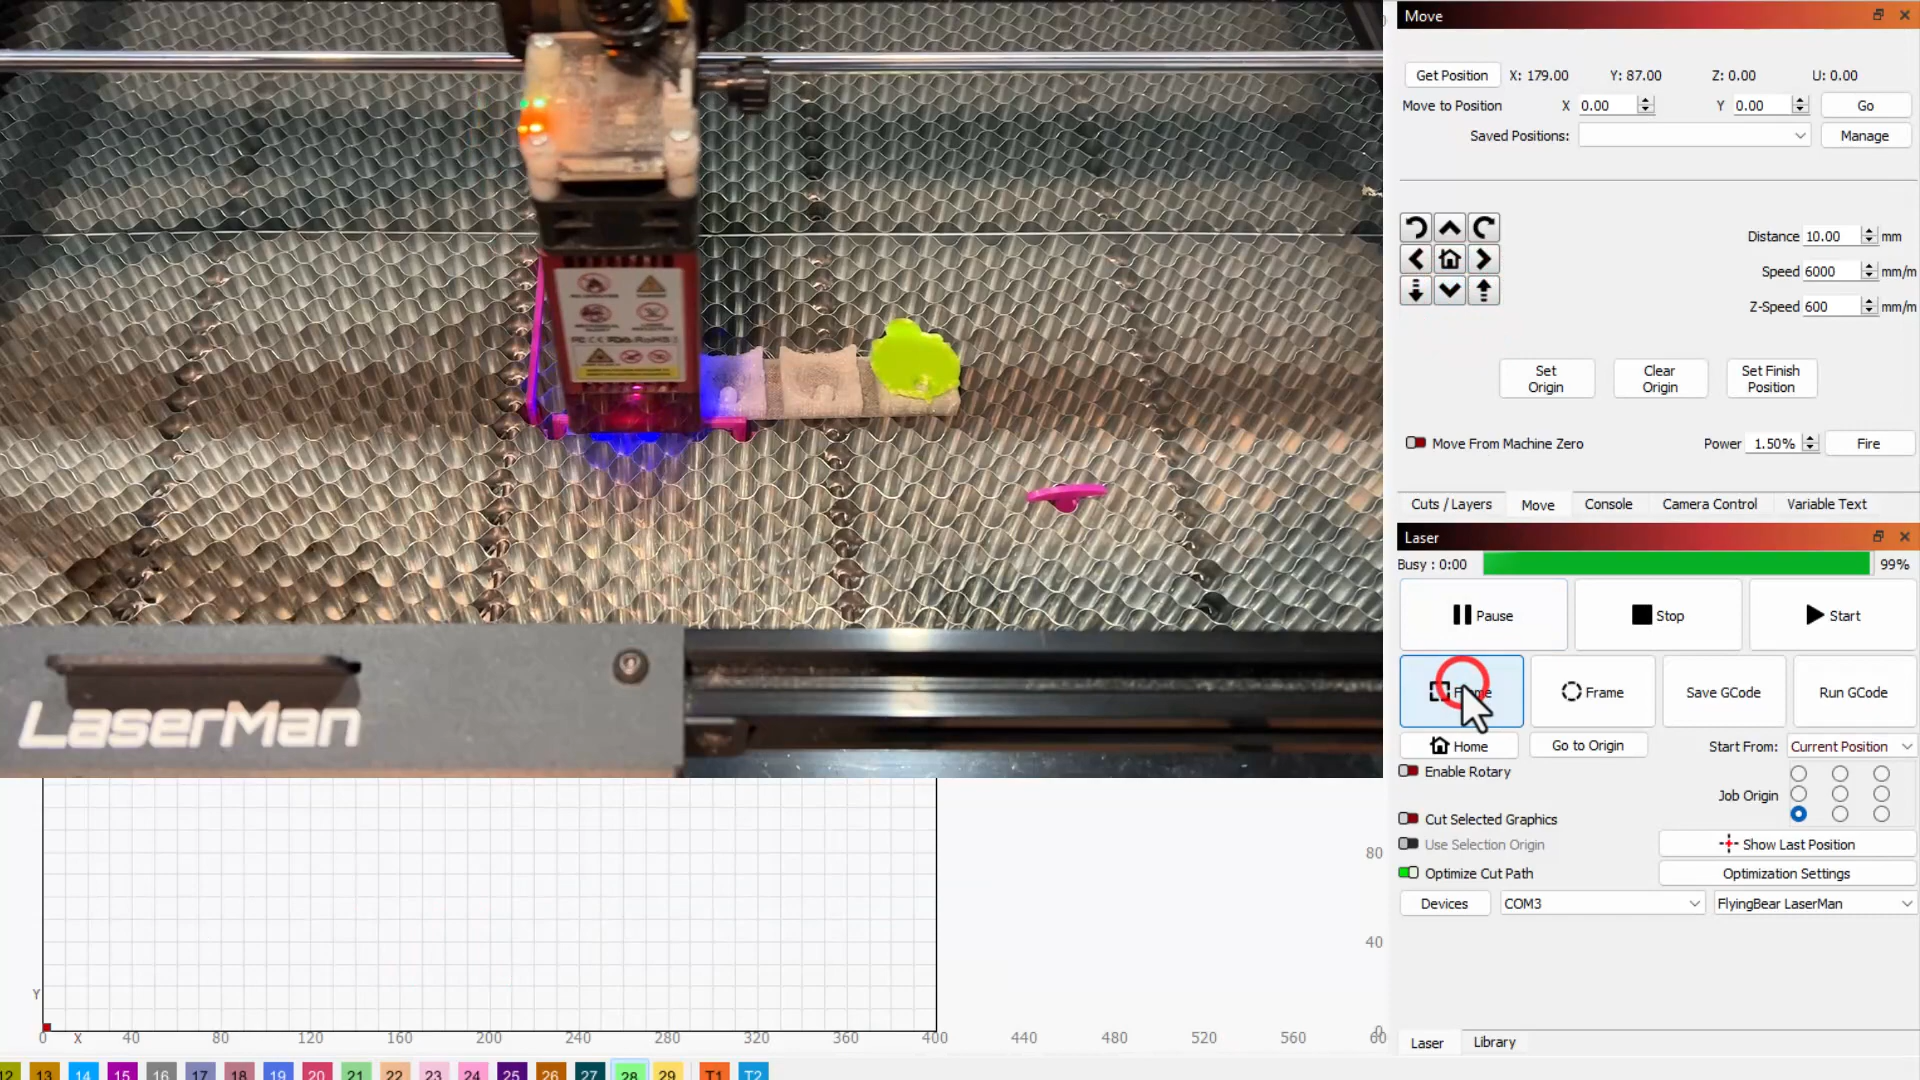 Move
Get Position X: 179.00 Y: 87.00 Z: 0.00 U: 0.00
Move to Position X 0.00 Y 0.00 Go
Saved Positions: Manage
Distance 10.00 mm
Speed 6000 mm/m
Z-Speed 600 mm/m
Set Origin Clear Origin Set Finish Position
Move From Machine Zero Power 1.50% Fire
Cuts / Layers Move Console Camera Control Variable Text
Laser
Busy : 0:00 99%
Pause Stop Start
Frame Save GCode Run GCode
Home Go to Origin Start From: Current Position
Enable Rotary
Job Origin
Cut Selected Graphics
Use Selection Origin Show Last Position
Optimize Cut Path Optimization Settings
Devices COM3 FlyingBear LaserMan
Laser Library
LaserMan
80
40
Y
0 X 40 80 120 160 200 240 280 320 360 400 440 480 520 560 60
0
12 13 14 15 16 17 18 19 20 21 22 23 24 25 26 27 28 29 T1 T2